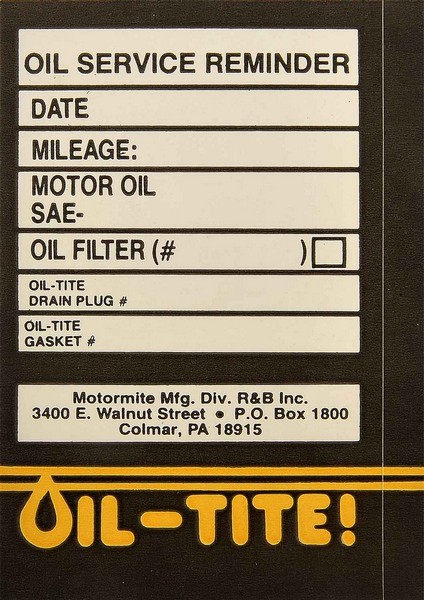 OIL SERVICE REMINDER
DATE
MILEAGE:
MOTOR OIL
SAE-
OIL FILTER (# )
OIL-TITE
DRAIN PLUG #
OIL-TITE
GASKET #
Motormite Mfg. Div. R&B Inc.
3400 E. Walnut Street • P.O. Box 1800
Colmar, PA 18915
OIL-TITE!